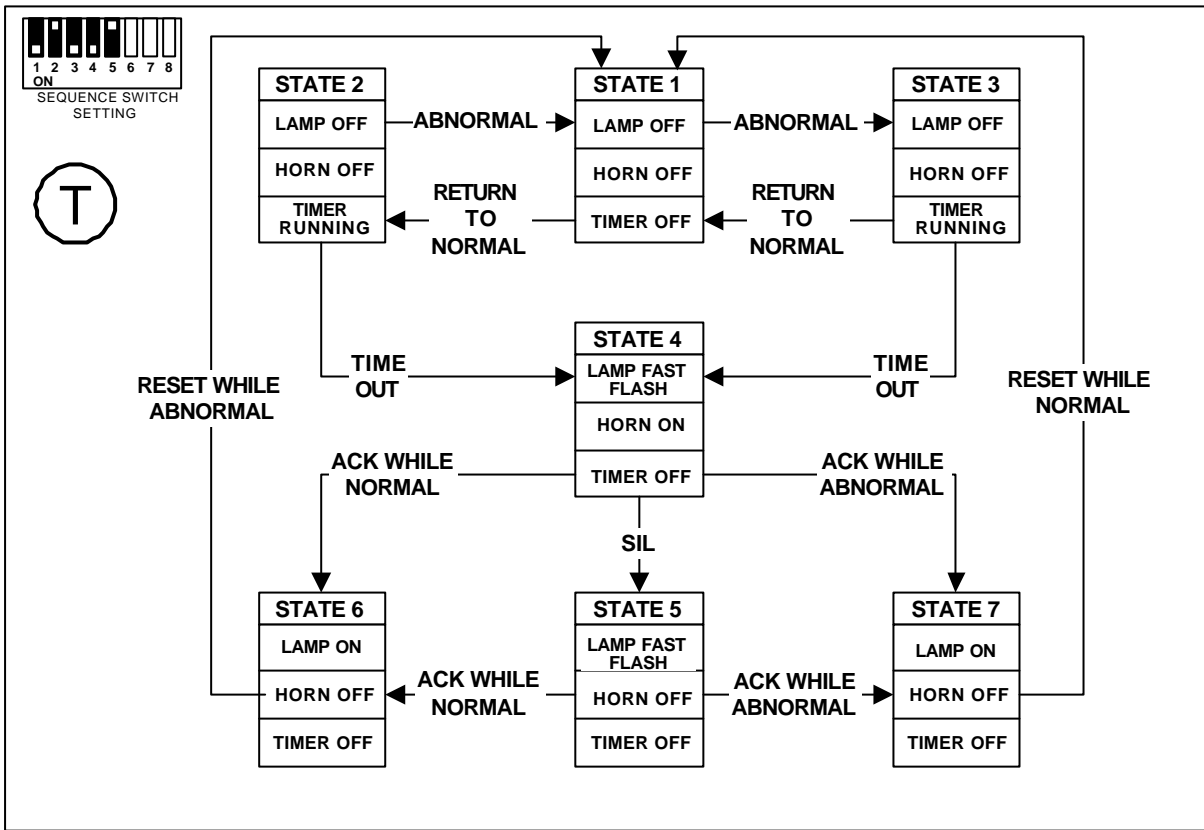 1 2 3 4 5 6 7 8
ON
SEQUENCE SWITCH
SETTING
T
STATE 2
LAMP OFF
HORN OFF
TIMER
RUNNING
ABNORMAL
RETURN
TO
NORMAL
STATE 1
LAMP OFF
HORN OFF
TIMER OFF
ABNORMAL
RETURN
TO
NORMAL
STATE 3
LAMP OFF
HORN OFF
TIMER
RUNNING
RESET WHILE
ABNORMAL
TIME
OUT
STATE 4
LAMP FAST
FLASH
HORN ON
TIMER OFF
TIME
OUT
RESET WHILE
NORMAL
ACK WHILE
NORMAL
ACK WHILE
ABNORMAL
SIL
STATE 6
LAMP ON
HORN OFF
TIMER OFF
ACK WHILE
NORMAL
STATE 5
LAMP FAST
FLASH
HORN OFF
TIMER OFF
ACK WHILE
ABNORMAL
STATE 7
LAMP ON
HORN OFF
TIMER OFF